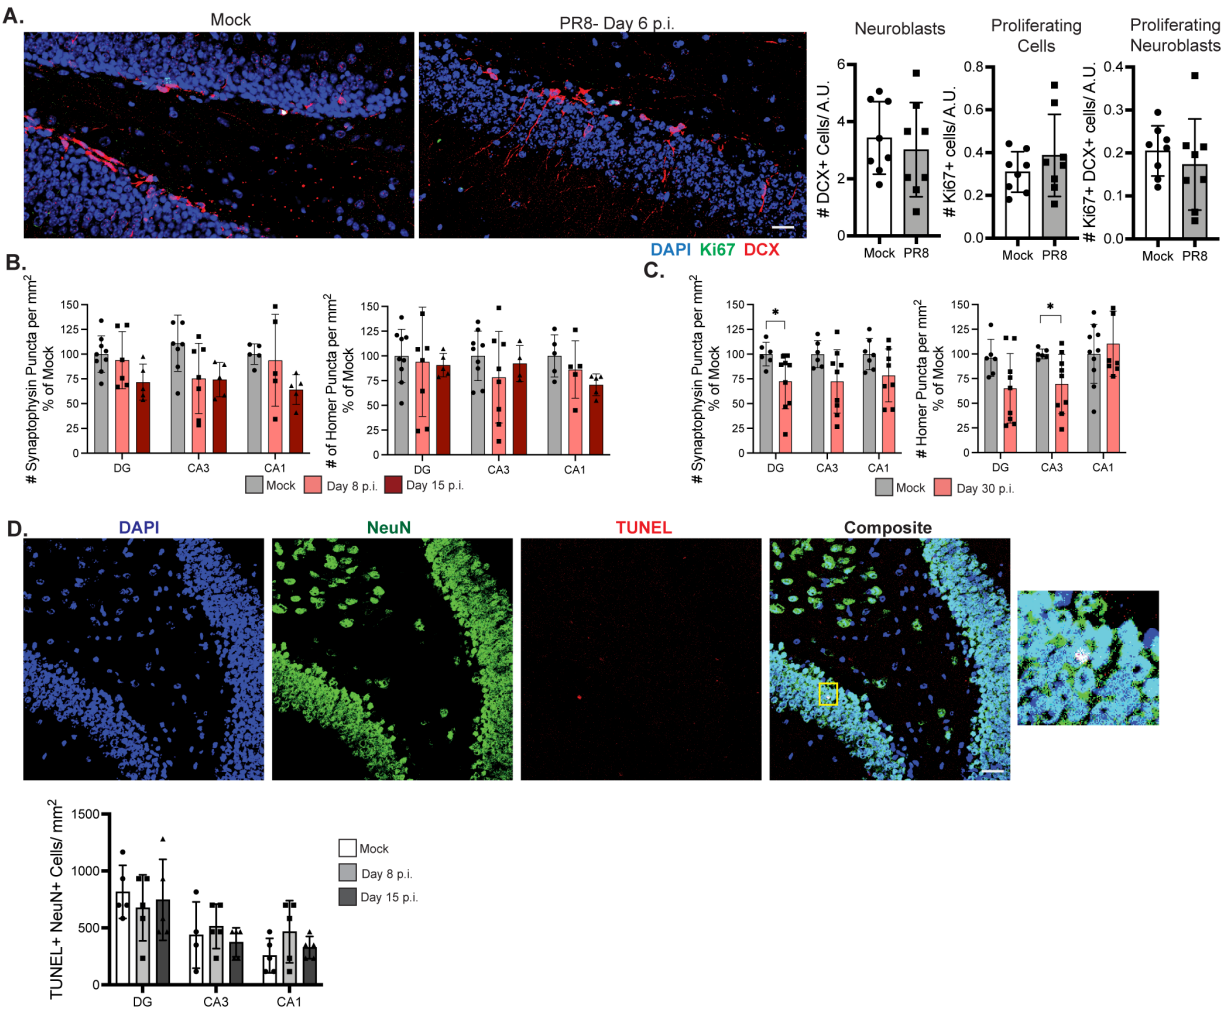 A.
Mock
PR8- Day 6 p.i.
DAPI Ki67 DCX
Neuroblasts
# DCX+ Cells/ A.U.
6
4
2
0
Mock PR8
Proliferating
Cells
# Ki67+ cells/ A.U.
0.8
0.6
0.4
0.2
0.0
Mock PR8
Proliferating
Neuroblasts
# Ki67+ DCX+ cells/ A.U.
0.4
0.3
0.2
0.1
0.0
Mock PR8
B.
# Synaptophysin Puncta per mm2
% of Mock
150
125
100
75
50
25
0
DG CA3 CA1
# of Homer Puncta per mm2
% of Mock
150
125
100
75
50
25
0
DG CA3 CA1
Mock Day 8 p.i. Day 15 p.i.
C.
# Synaptophysin Puncta per mm2
% of Mock
150
125
100
75
50
25
0
*
DG CA3 CA1
# Homer Puncta per mm2
% of Mock
150
125
100
75
50
25
0
*
DG CA3 CA1
Mock Day 30 p.i.
D.
DAPI
NeuN
TUNEL
Composite
TUNEL+ NeuN+ Cells/ mm2
1500
1000
500
0
DG CA3 CA1
Mock
Day 8 p.i.
Day 15 p.i.